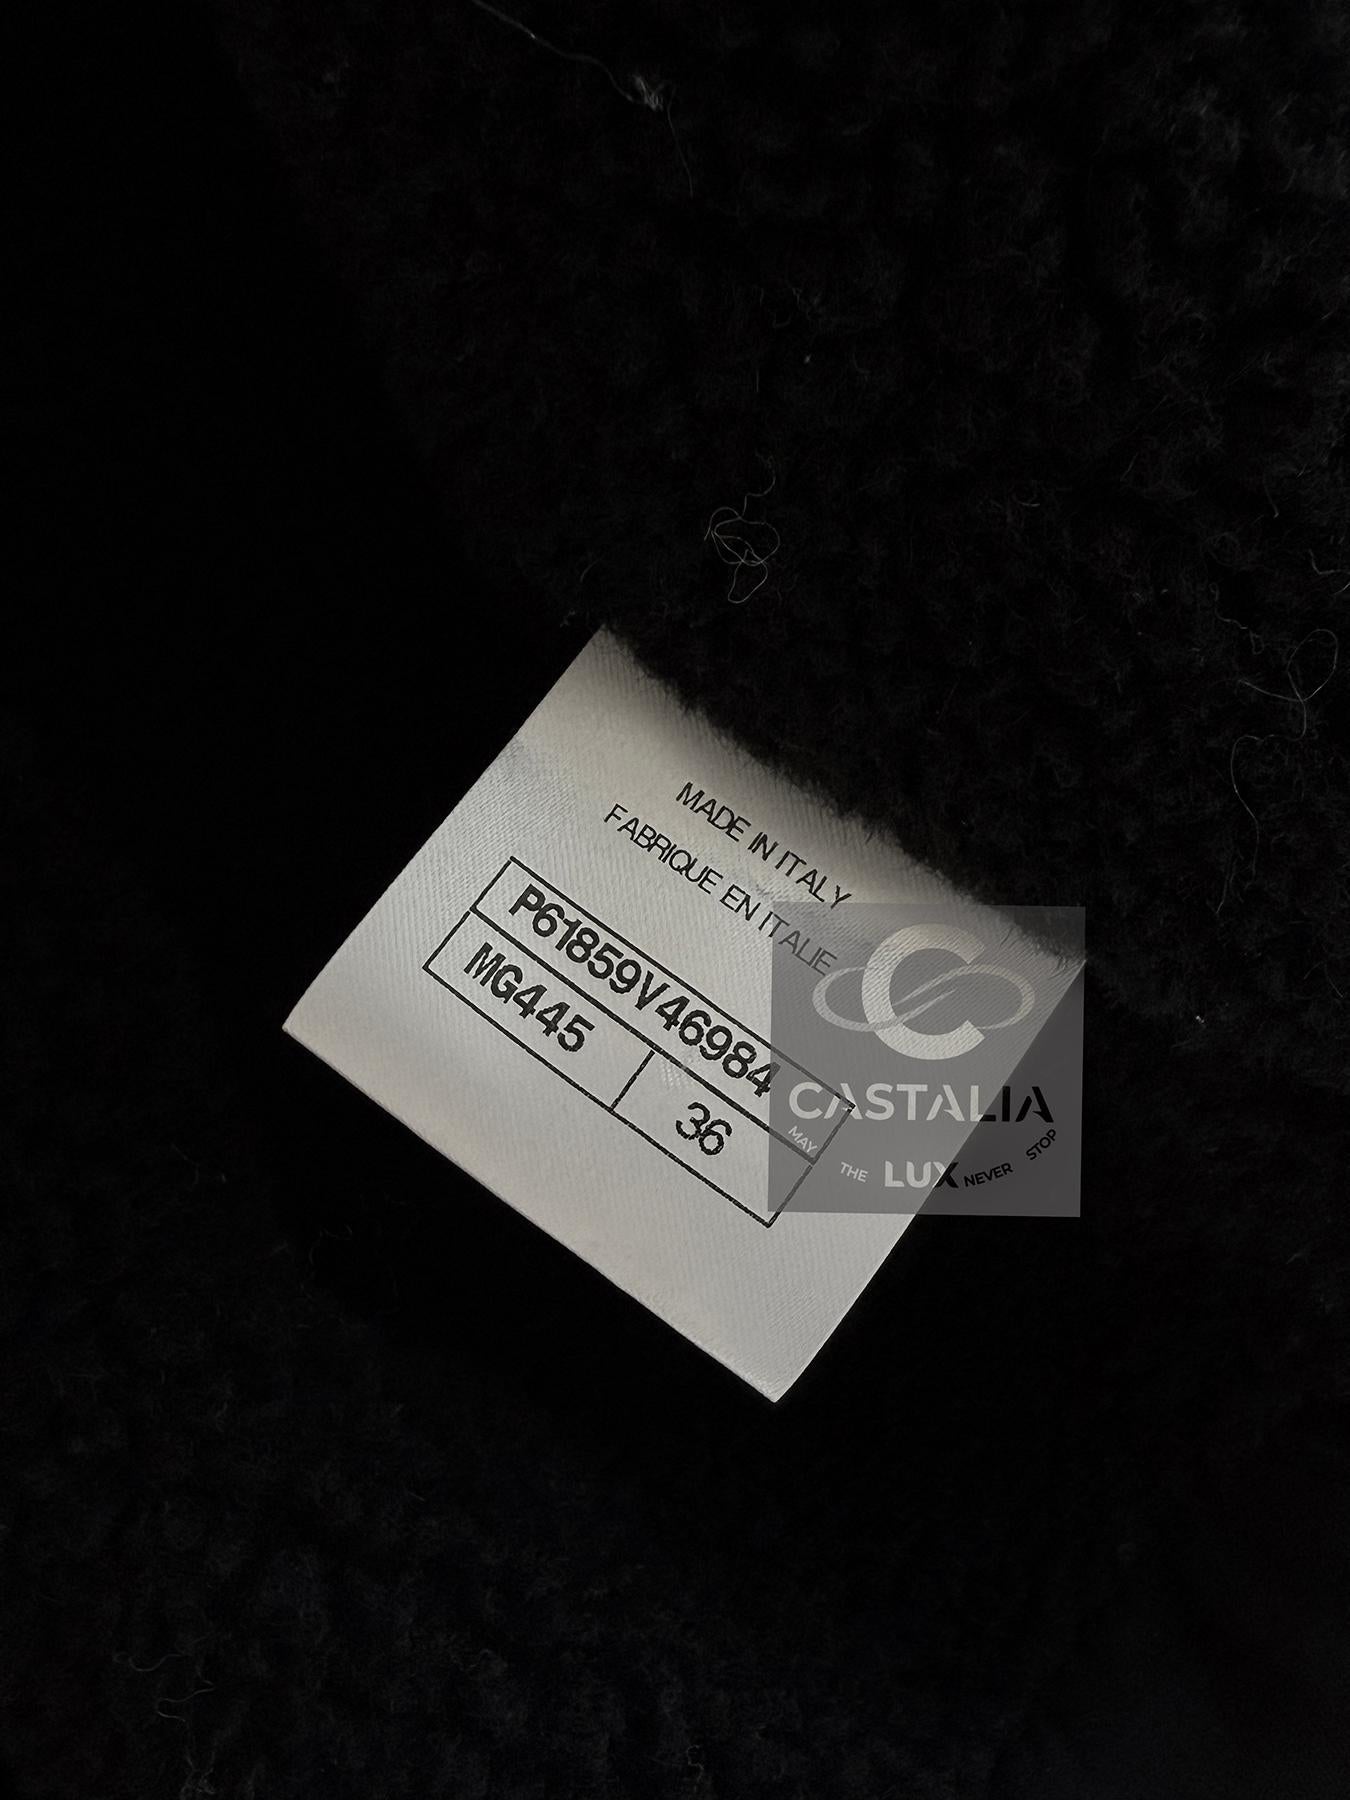 MADE IN ITALY
FABRIQUE EN ITALIE
P61859V46984
MG445
36
C
CASTALIA
MAY THE LUX NEVER STOP